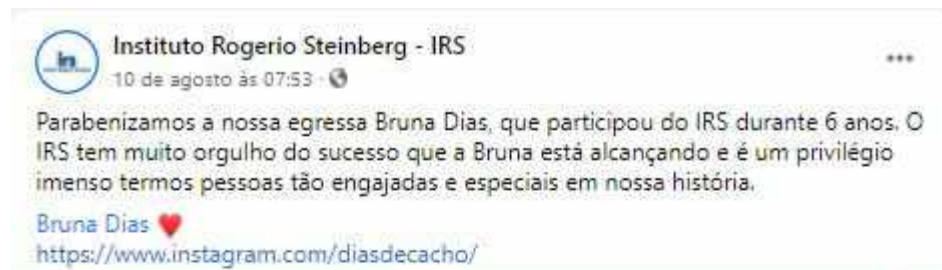 Instituto Rogerio Steinberg - IRS
10 de agosto às 07:53 ·
Parabenizamos a nossa egressa Bruna Dias, que participou do IRS durante 6 anos. O
IRS tem muito orgulho do sucesso que a Bruna está alcançando e é um privilégio
imenso termos pessoas tão engajadas e especiais em nossa história.
Bruna Dias ❤️
https://www.instagram.com/diasdecacho/